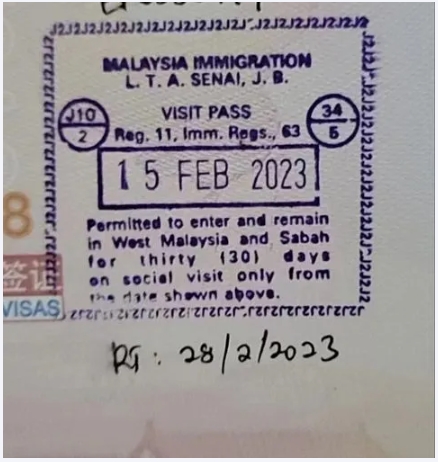 MALAYSIA IMMIGRATION
L. T. A. SENAI, J. B.
J10
2
VISIT PASS
34
5
Reg. 11, Imm. Regs., 63
15 FEB 2023
Permitted to enter and remain
in West Malaysia and Sabah
for thirty (30) days
on social visit only from
the date shown above.
8
签证
VISAS
RJ : 28/2/2023